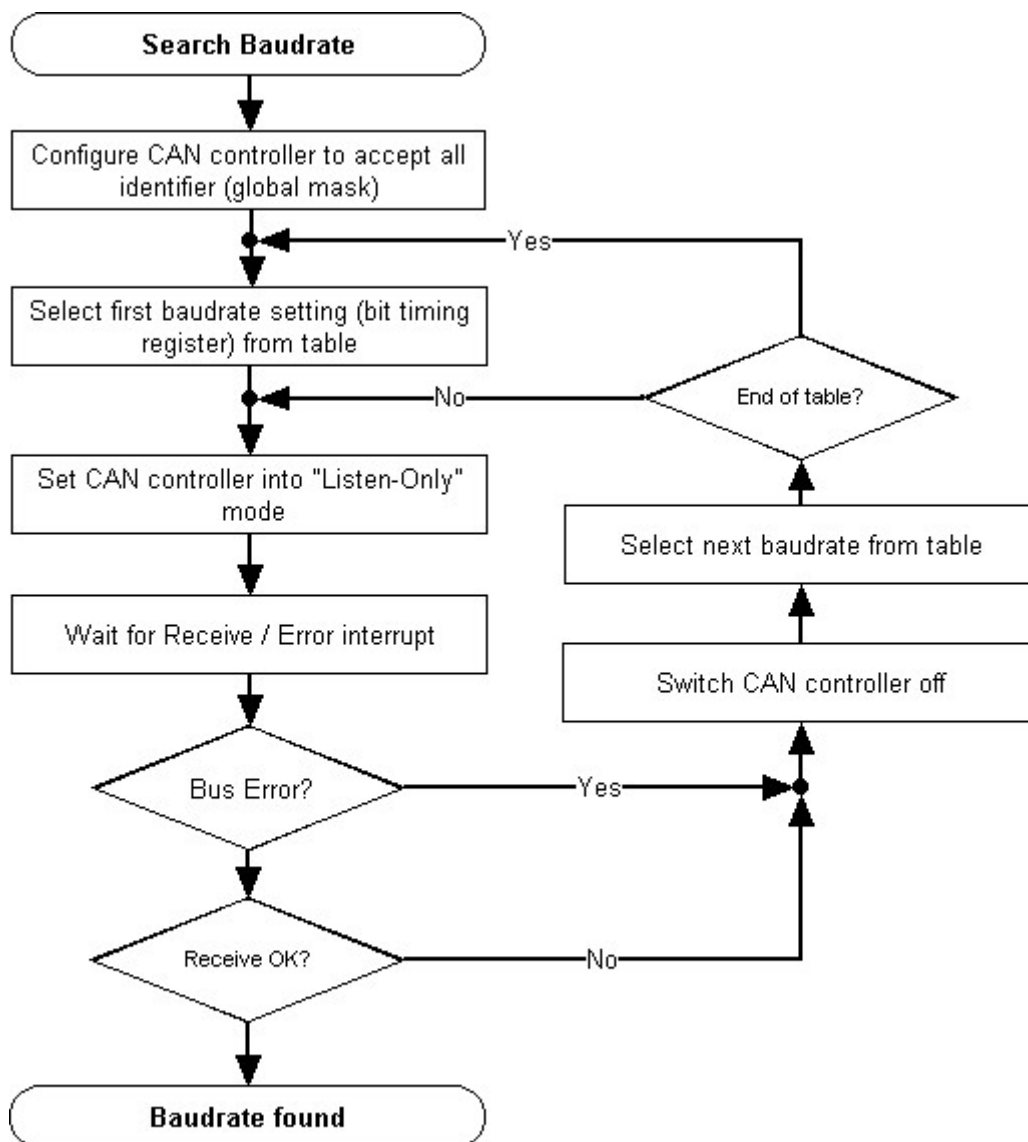 Search Baudrate
Configure CAN controller to accept all
identifier (global mask)
Yes
Select first baudrate setting (bit timing
register) from table
No
End of table?
Set CAN controller into "Listen-Only"
mode
Select next baudrate from table
Wait for Receive / Error interrupt
Switch CAN controller off
Bus Error?
Yes
Receive OK?
No
Baudrate found